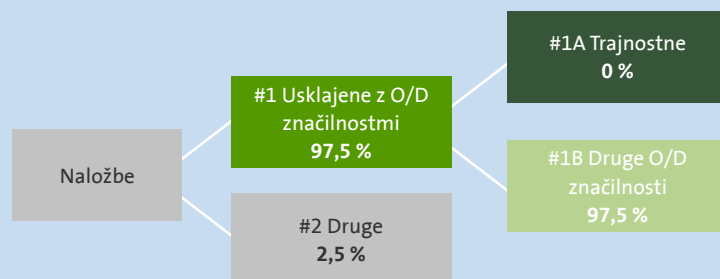 Naložbe
#1 Usklajene z O/D
značilnostmi
97,5 %
#2 Druge
2,5 %
#1A Trajnostne
0 %
#1B Druge O/D
značilnosti
97,5 %